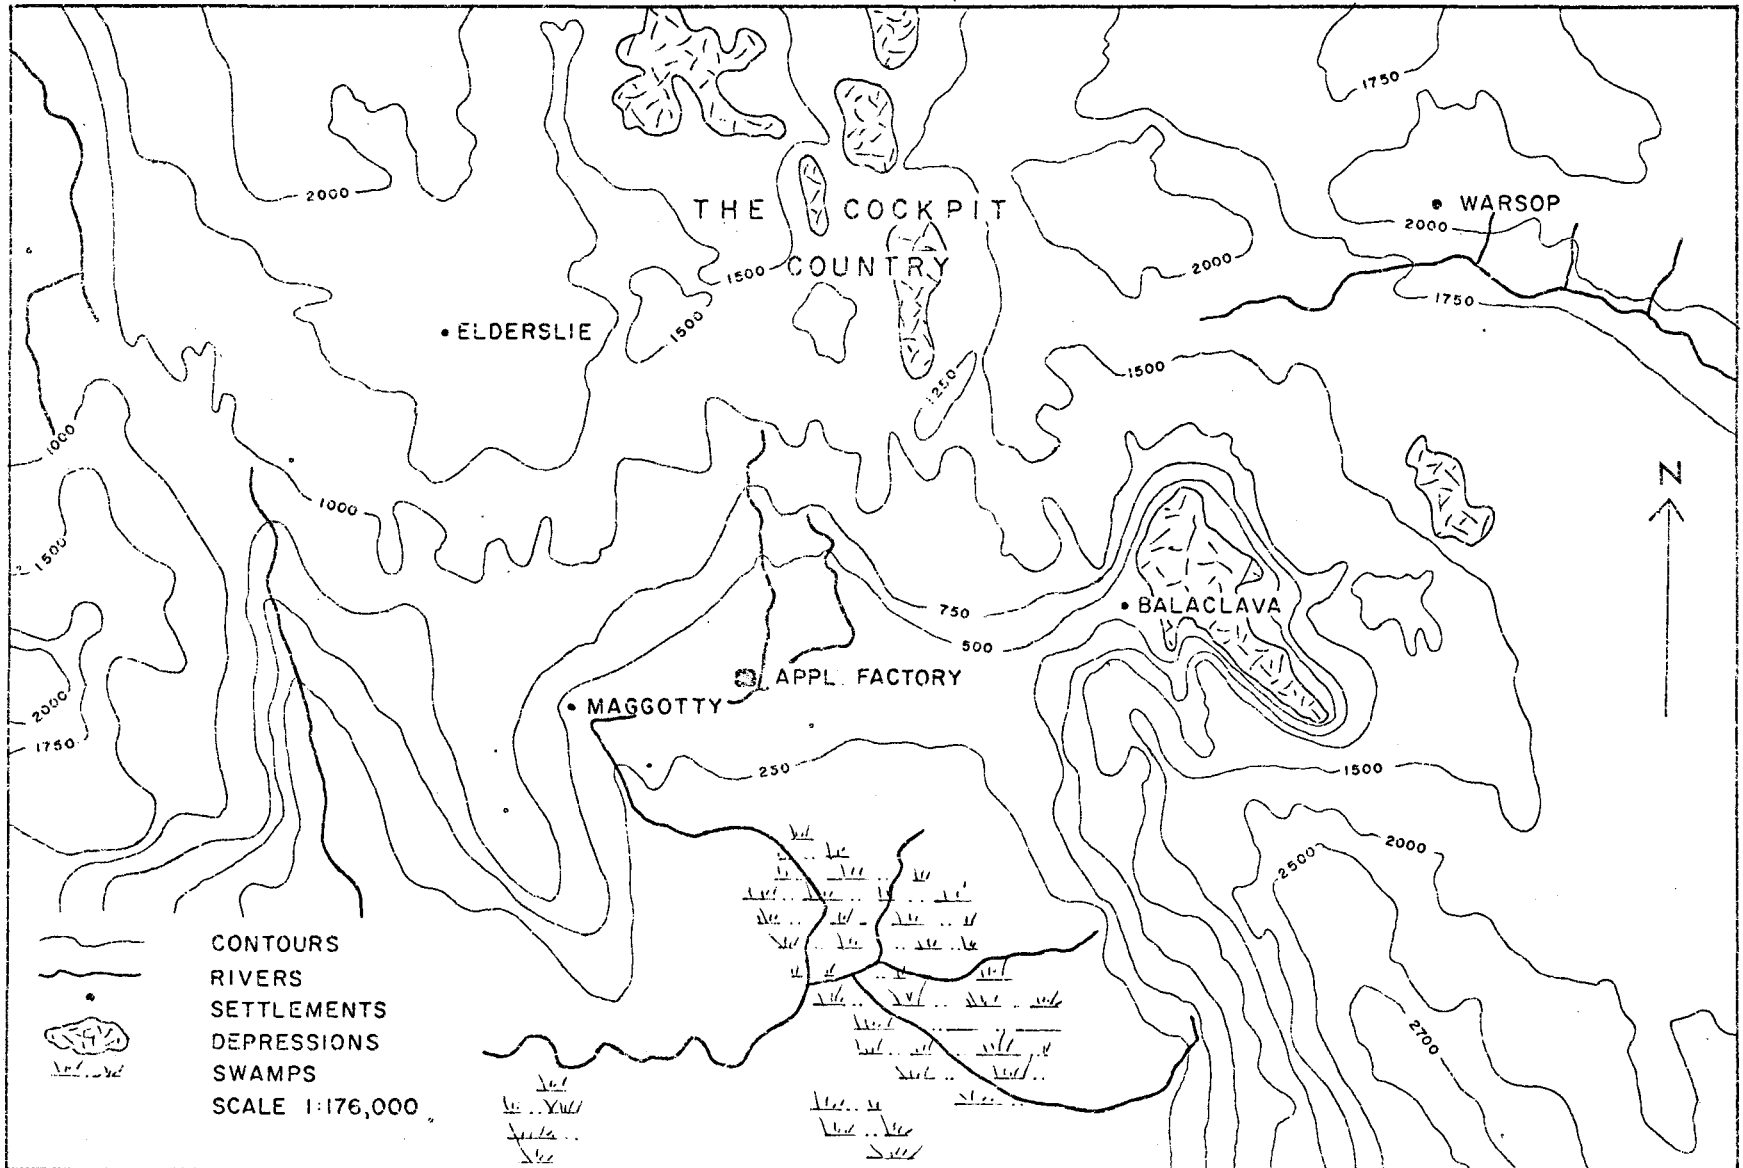 1750
2000
THE COCKPIT
COUNTRY
WARSOP
2000
1500
2000
1750
1500
ELDERSLIE
1250
1500
1000
N
1000
1500
750
BALACLAVA
500
APPL. FACTORY
MAGGOTTY
2000
1750
250
1500
2000
2500
2700
CONTOURS
RIVERS
SETTLEMENTS
DEPRESSIONS
SWAMPS
SCALE 1:176,000